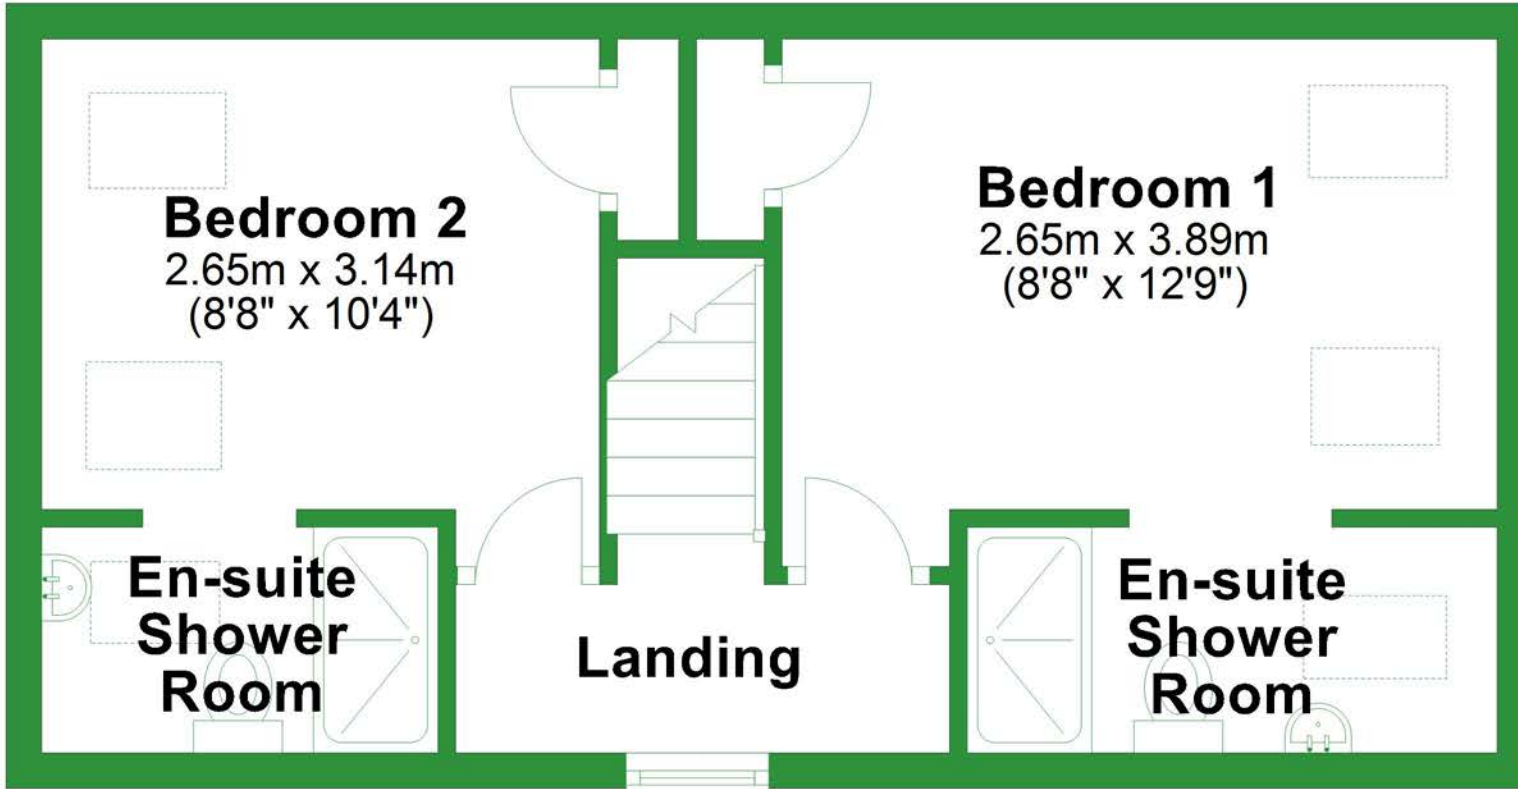 Bedroom 2
2.65m x 3.14m
(8'8" x 10'4")
Bedroom 1
2.65m x 3.89m
(8'8" x 12'9")
En-suite
Shower
Room
Landing
En-suite
Shower
Room